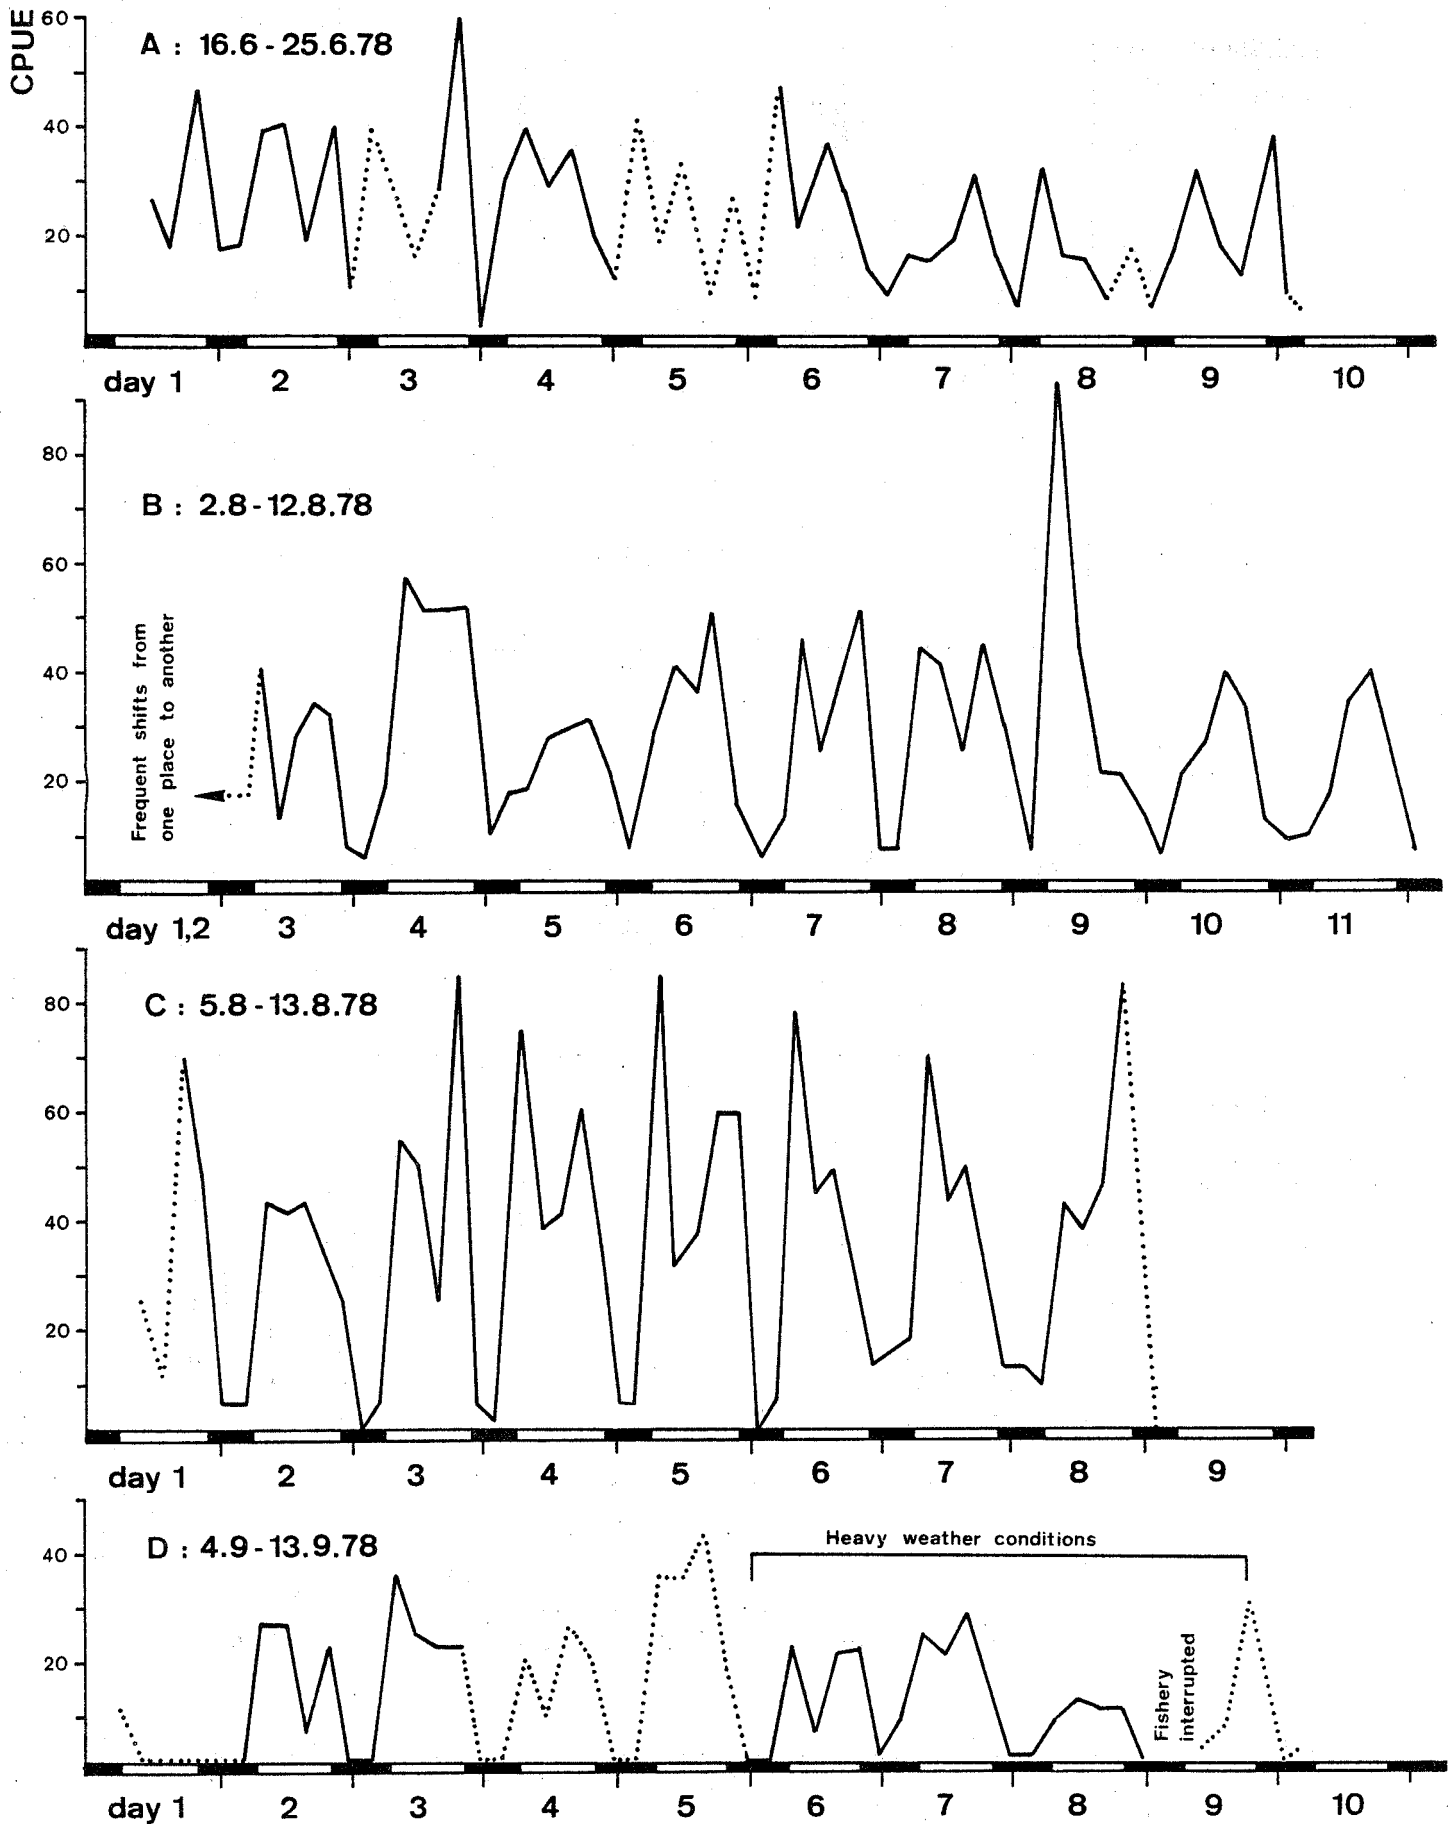 CPUE
60
40
20
A : 16.6 - 25.6.78
day 1 2 3 4 5 6 7 8 9 10
80
60
40
20
B : 2.8 - 12.8.78
Frequent shifts from
one place to another
day 1,2 3 4 5 6 7 8 9 10 11
80
60
40
20
C : 5.8 - 13.8.78
day 1 2 3 4 5 6 7 8 9
40
20
D : 4.9 - 13.9.78
Heavy weather conditions
Fishery
interrupted
day 1 2 3 4 5 6 7 8 9 10